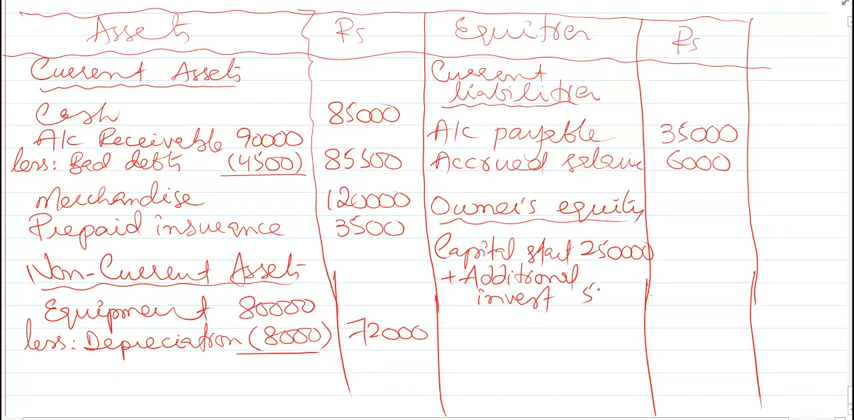 Assets Rs Equities Rs
Current Assets
Cash 85000
A/c Receivable 90000
less: Bad debts (4500) 85500
Merchandise 120000
Prepaid insurance 3500
Non-Current Assets
Equipment 80000
less: Depreciation (8000) 72000
Current
liabilities
A/c payable 35000
Accrued salaries 6000
Owner's equity
Capital start 250000
+ Additional
invest 5